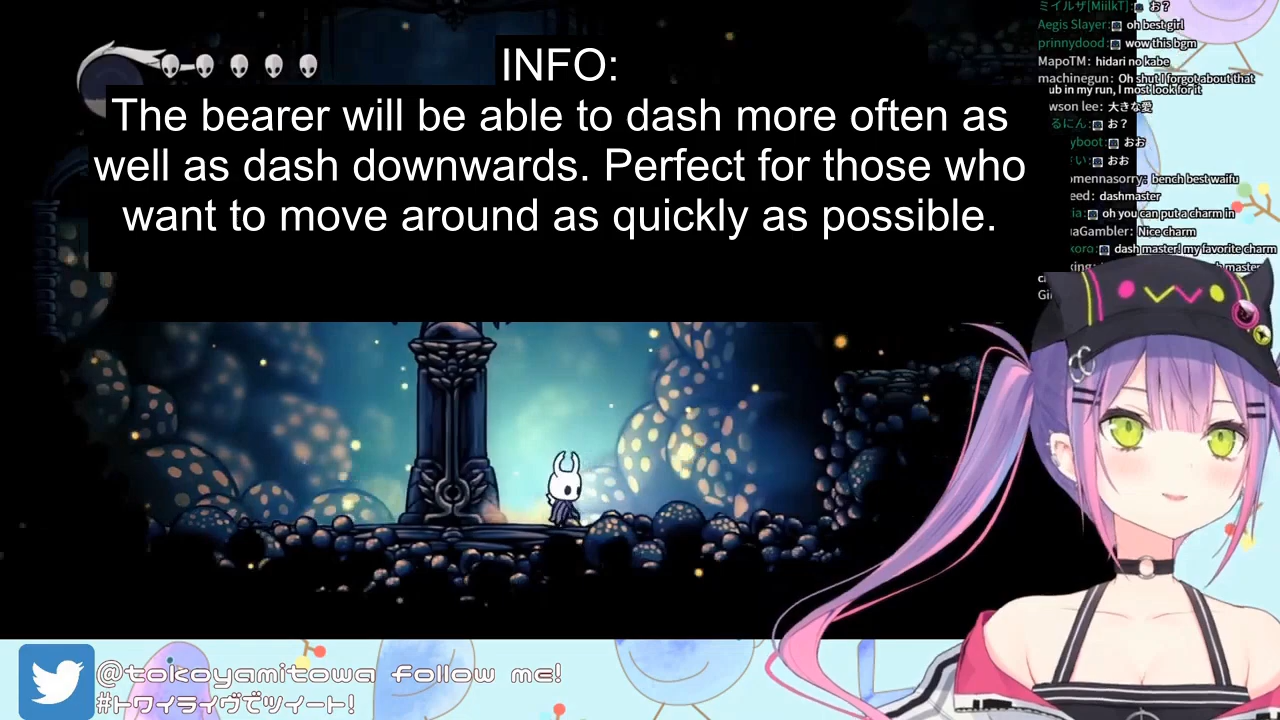 INFO:
The bearer will be able to dash more often as
well as dash downwards. Perfect for those who
want to move around as quickly as possible.
ミイルザ[MiilkT]: お？
Aegis Slayer: oh best girl
prinnydood: wow this bgm
MapoTM: hidari no kabe
machinegun: Oh shut I forgot about that
ub in my run, I most look for it
wson lee: 大きな愛
るにん: お？
yboot: おお
い: おお
omennasorry: bench best waifu
eed: dashmaster
ia: oh you can put a charm in
aGambler: Nice charm
koro: dash master! my favorite charm
king: master
@tokoyamitowa follow me!
#トワイライヴでツイート!